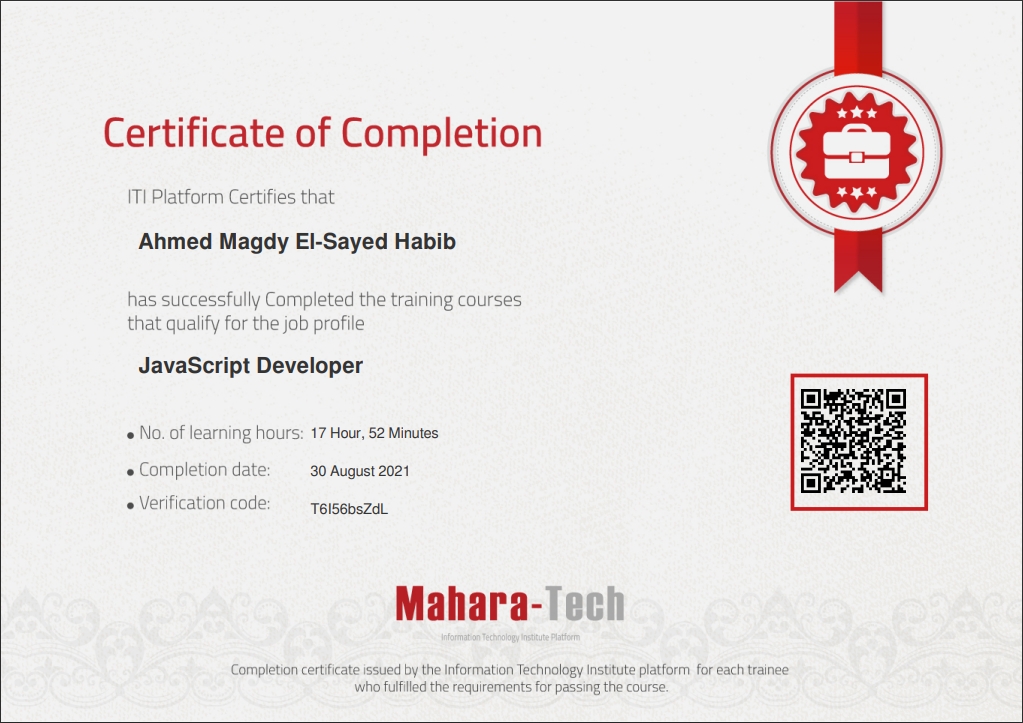 Certificate of Completion
ITI Platform Certifies that
Ahmed Magdy El-Sayed Habib
has successfully Completed the training courses
that qualify for the job profile
JavaScript Developer
No. of learning hours: 17 Hour, 52 Minutes
Completion date: 30 August 2021
Verification code: T6I56bsZdL
Mahara-Tech
Information Technology Institute Platform
Completion certificate issued by the Information Technology Institute platform for each trainee
who fulfilled the requirements for passing the course.